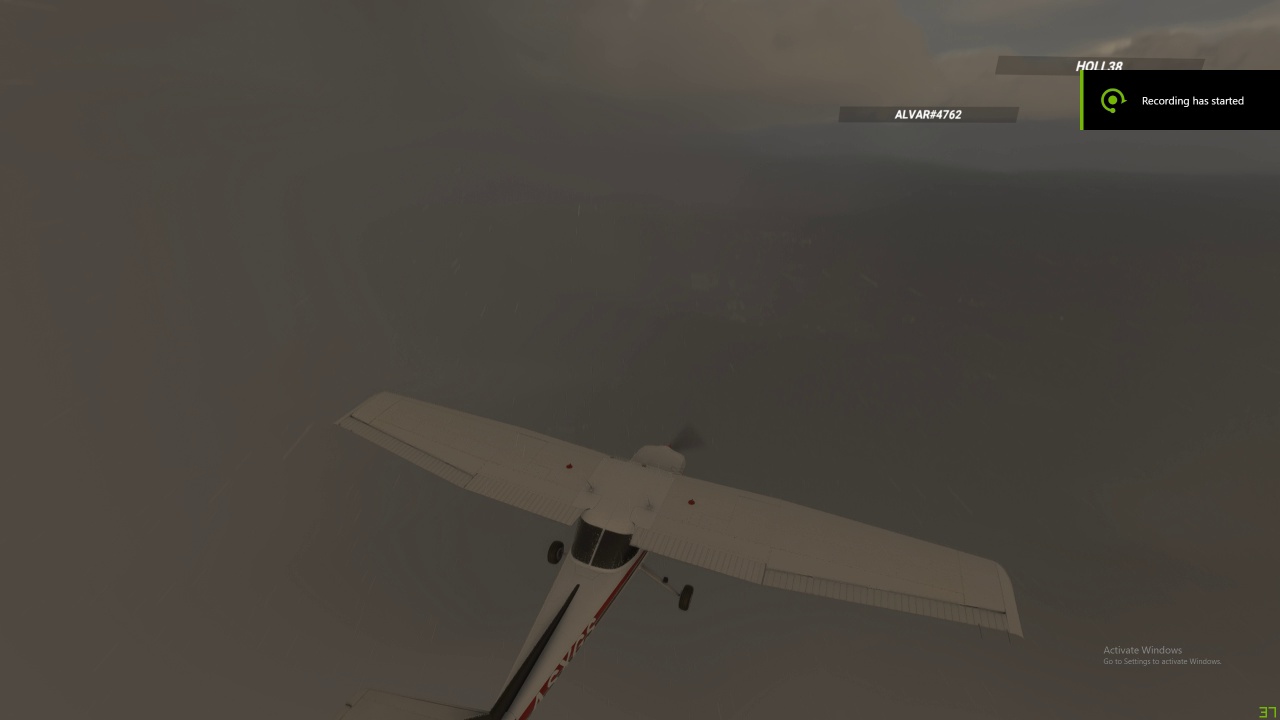 HOLL38
Recording has started
ALVAR#4762
Activate Windows
Go to Settings to activate Windows.
37